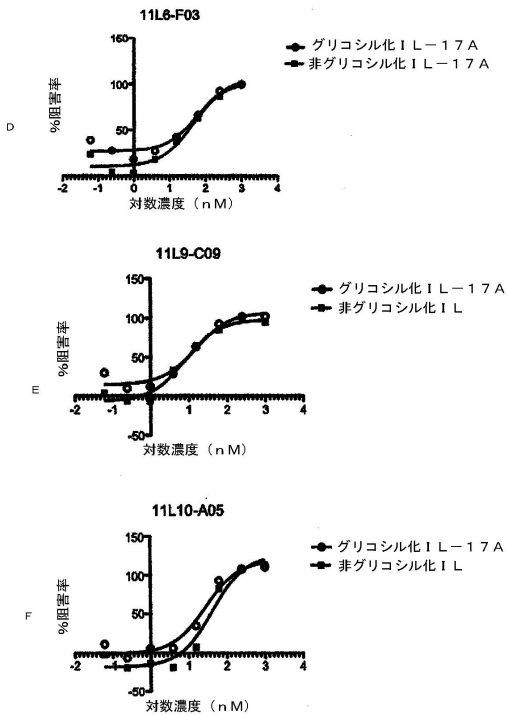 11L6-F03
グリコシル化IL-17A
非グリコシル化IL-17A
D
%阻害率
150
100
50
-2 -1 0 1 2 3 4
対数濃度(nM)
11L9-C09
グリコシル化IL-17A
非グリコシル化IL
E
%阻害率
150
100
50
-2 -1 0 1 2 3 4
-50
対数濃度(nM)
11L10-A05
グリコシル化IL-17A
非グリコシル化IL
F
%阻害率
150
100
50
-2 -1 0 1 2 3 4
-50
対数濃度(nM)